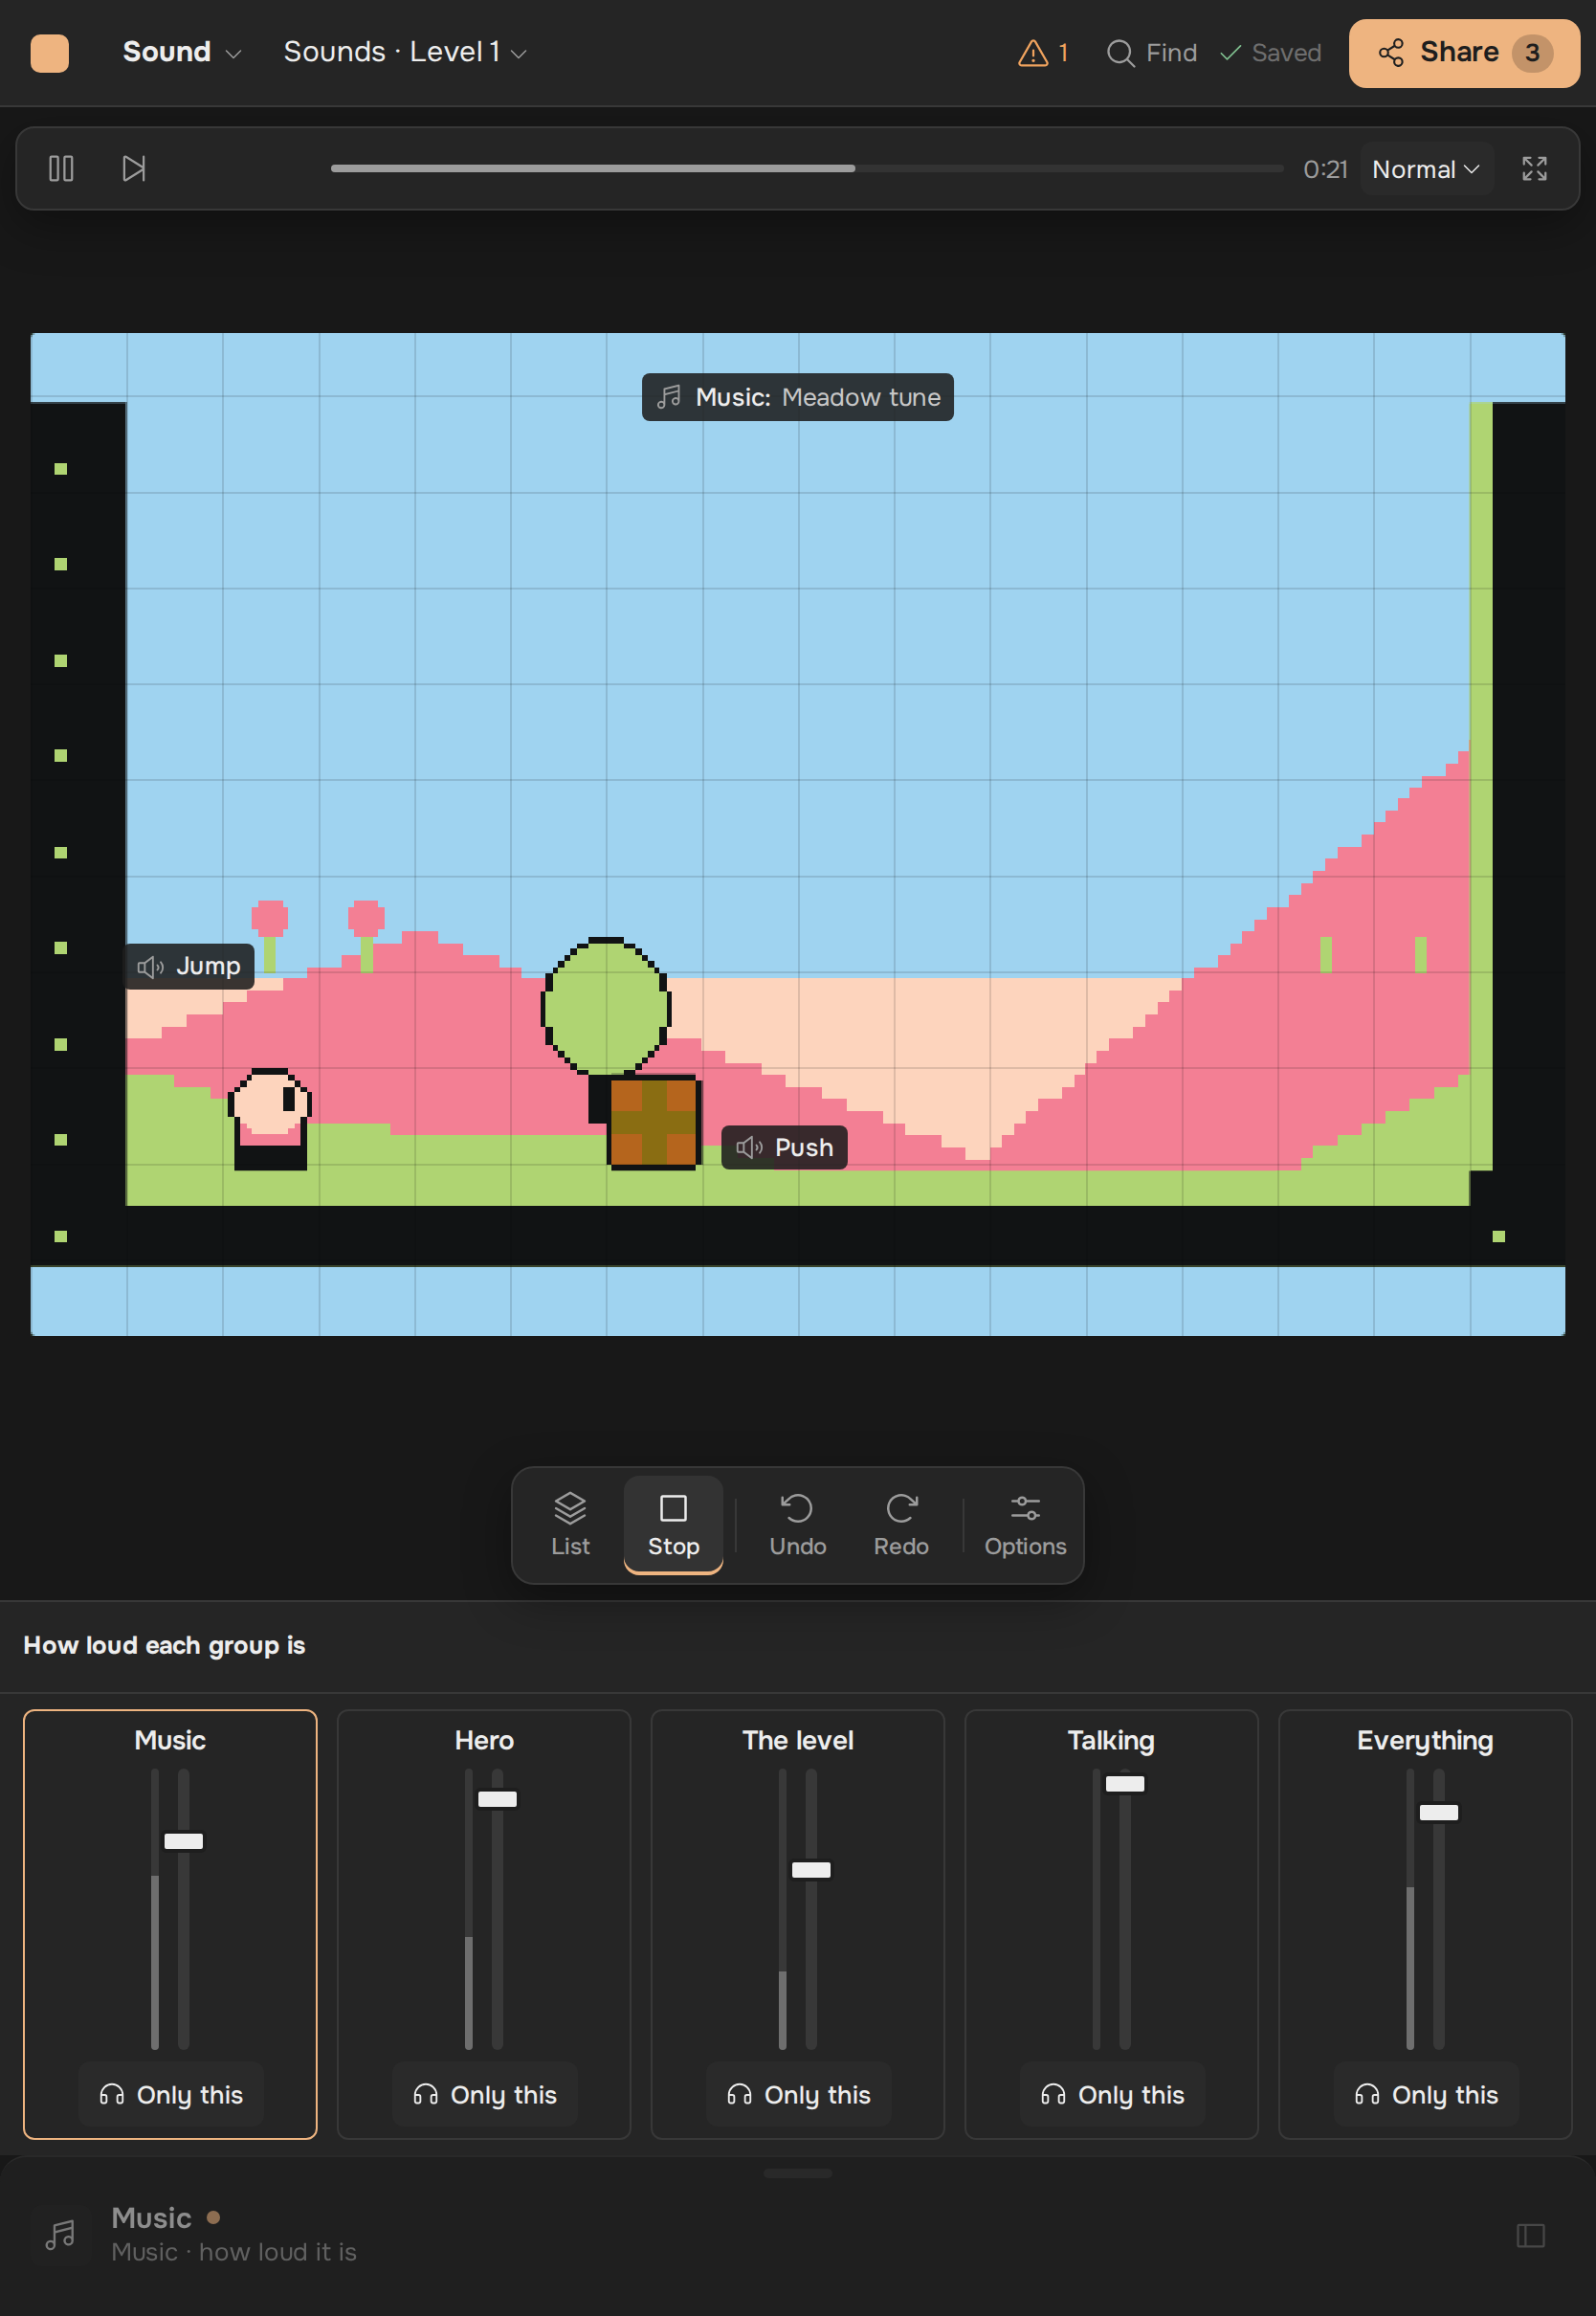 Sound
Sounds · Level 1
1
Find
Saved
Share 3
0:21
Normal
Music: Meadow tune
Jump
Push
List
Stop
Undo
Redo
Options
How loud each group is
Music
Hero
The level
Talking
Everything
Only this
Only this
Only this
Only this
Only this
Music
Music · how loud it is